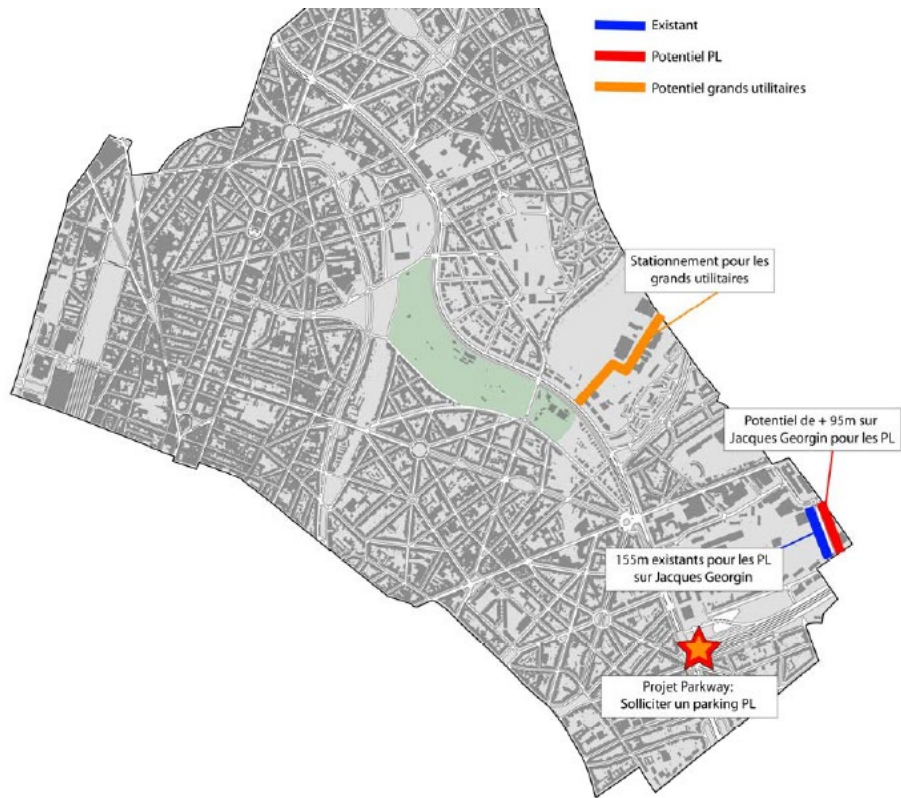 Existant
Potentiel PL
Potentiel grands utilitaires
Stationnement pour les
grands utilitaires
Potentiel de + 95m sur
Jacques Georgin pour les PL
155m existants pour les PL
sur Jacques Georgin
Projet Parkway:
Solliciter un parking PL